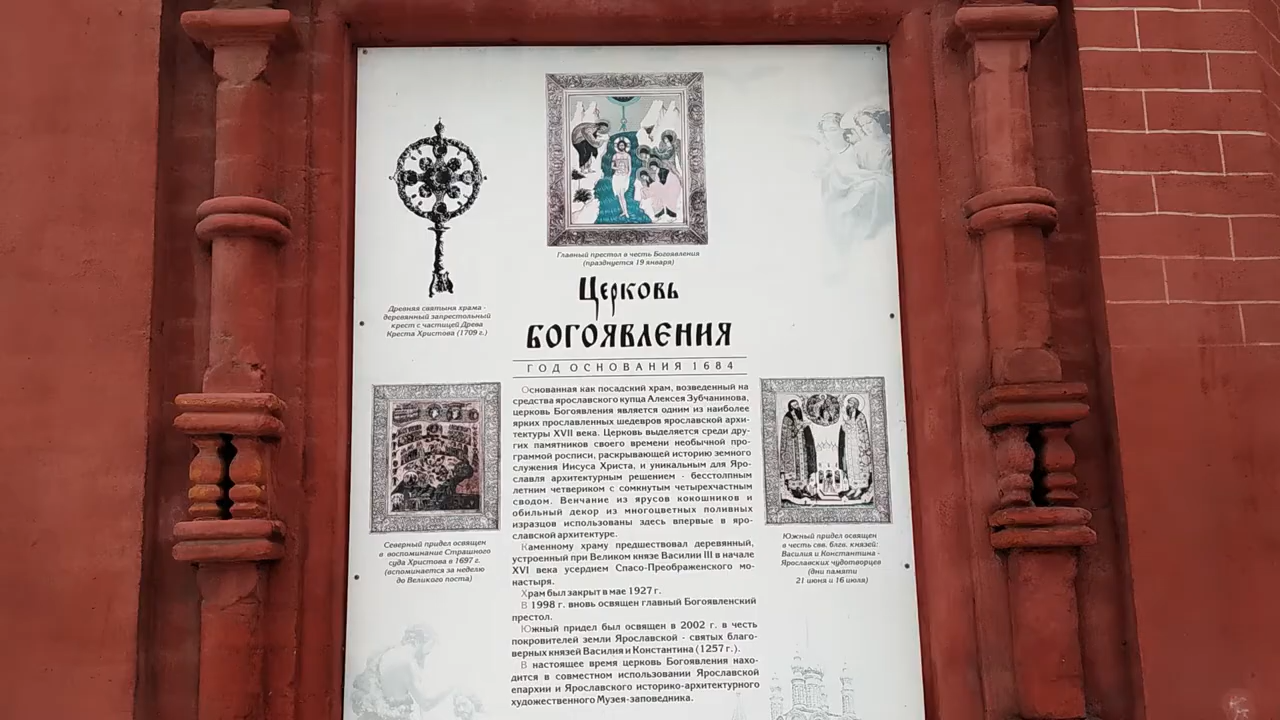 Главный престол в честь Богоявления
(празднуется 19 января)
Древняя святыня храма -
деревянный запрестольный
крест с частицей Древа
Креста Христова (1709 г.)
Церковь
БОГОЯВЛЕНИЯ
ГОД ОСНОВАНИЯ 1684
Основанная как посадский храм, возведенный на
средства ярославского купца Алексея Зубчанинова,
церковь Богоявления является одним из наиболее
ярких прославленных шедевров ярославской архи-
тектуры XVII века. Церковь выделяется среди дру-
гих памятников своего времени необычной про-
граммой росписи, раскрывающей историю земного
служения Иисуса Христа, и уникальным для Яро-
славля архитектурным решением - бесстолпным
летним четвериком с сомкнутым четырехчастным
сводом. Венчание из ярусов кокошников и
обильный декор из многоцветных поливных
изразцов использованы здесь впервые в яро-
славской архитектуре.
Каменному храму предшествовал деревянный,
устроенный при Великом князе Василии III в начале
XVI века усердием Спасо-Преображенского мо-
настыря.
Храм был закрыт в мае 1927 г.
В 1998 г. вновь освящен главный Богоявленский
престол.
Южный придел был освящен в 2002 г. в честь
покровителей земли Ярославской - святых благо-
верных князей Василия и Константина (1257 г.).
В настоящее время церковь Богоявления нахо-
дится в совместном использовании Ярославской
епархии и Ярославского историко-архитектурного
художественного Музея-заповедника.
Северный придел освящен
в воспоминание Страшного
суда Христова в 1697 г.
(вспоминается за неделю
до Великого поста)
Южный придел освящен
в честь свв. блгв. князей:
Василия и Константина -
Ярославских чудотворцев
(дни памяти
21 июня и 16 июля)